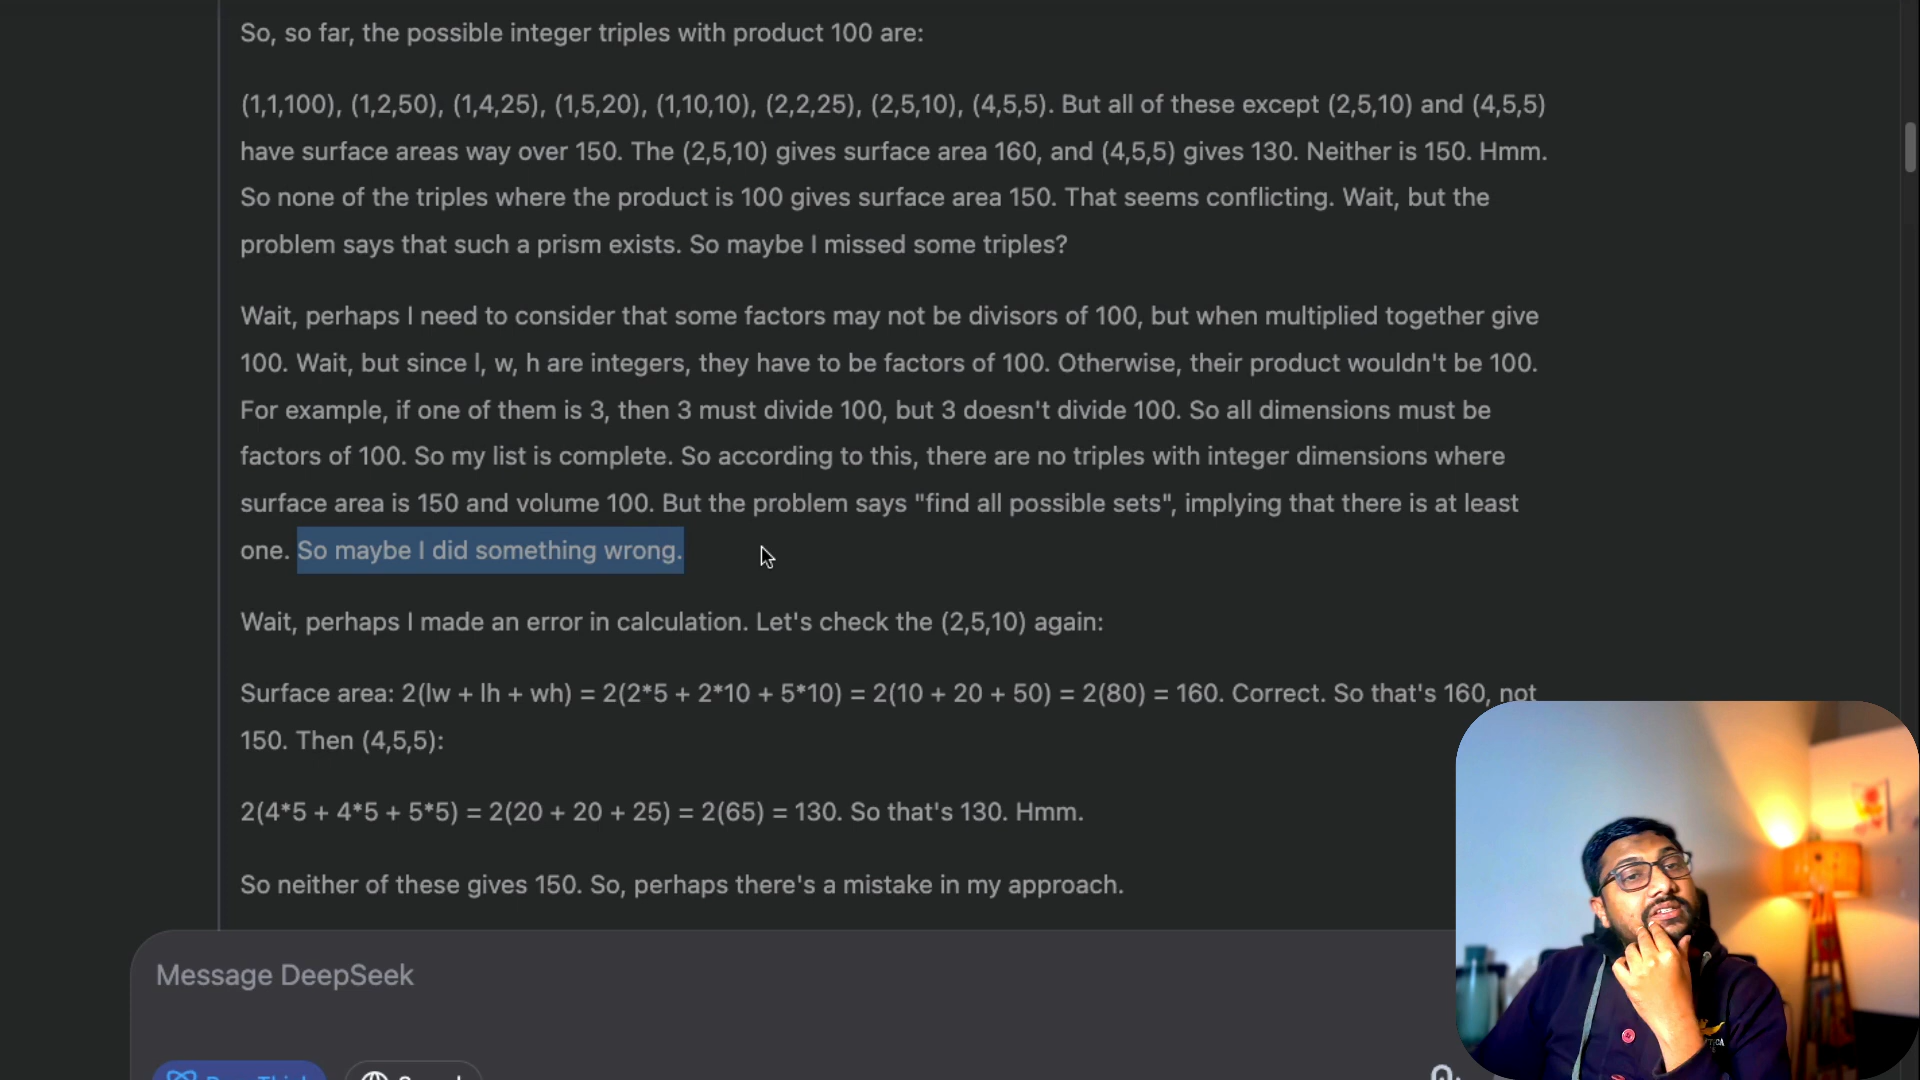 So, so far, the possible integer triples with product 100 are:
(1,1,100), (1,2,50), (1,4,25), (1,5,20), (1,10,10), (2,2,25), (2,5,10), (4,5,5). But all of these except (2,5,10) and (4,5,5)
have surface areas way over 150. The (2,5,10) gives surface area 160, and (4,5,5) gives 130. Neither is 150. Hmm.
So none of the triples where the product is 100 gives surface area 150. That seems conflicting. Wait, but the
problem says that such a prism exists. So maybe I missed some triples?
Wait, perhaps I need to consider that some factors may not be divisors of 100, but when multiplied together give
100. Wait, but since l, w, h are integers, they have to be factors of 100. Otherwise, their product wouldn't be 100.
For example, if one of them is 3, then 3 must divide 100, but 3 doesn't divide 100. So all dimensions must be
factors of 100. So my list is complete. So according to this, there are no triples with integer dimensions where
surface area is 150 and volume 100. But the problem says "find all possible sets", implying that there is at least
one. So maybe I did something wrong.
Wait, perhaps I made an error in calculation. Let's check the (2,5,10) again:
Surface area: 2(lw + lh + wh) = 2(2*5 + 2*10 + 5*10) = 2(10 + 20 + 50) = 2(80) = 160. Correct. So that's 160, not
150. Then (4,5,5):
2(4*5 + 4*5 + 5*5) = 2(20 + 20 + 25) = 2(65) = 130. So that's 130. Hmm.
So neither of these gives 150. So, perhaps there's a mistake in my approach.
Message DeepSeek